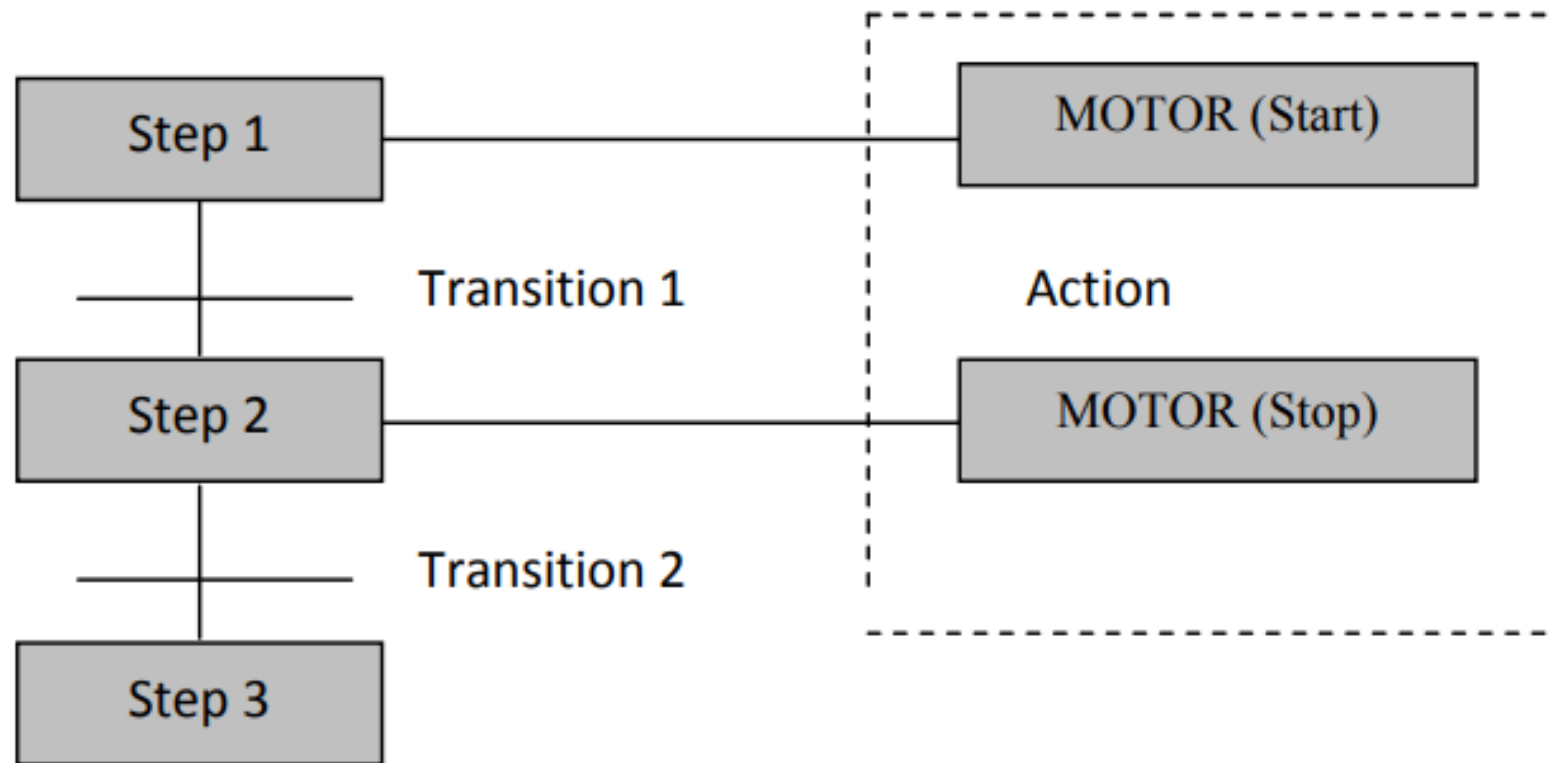 Step 1
MOTOR (Start)
Transition 1
Action
Step 2
MOTOR (Stop)
Transition 2
Step 3